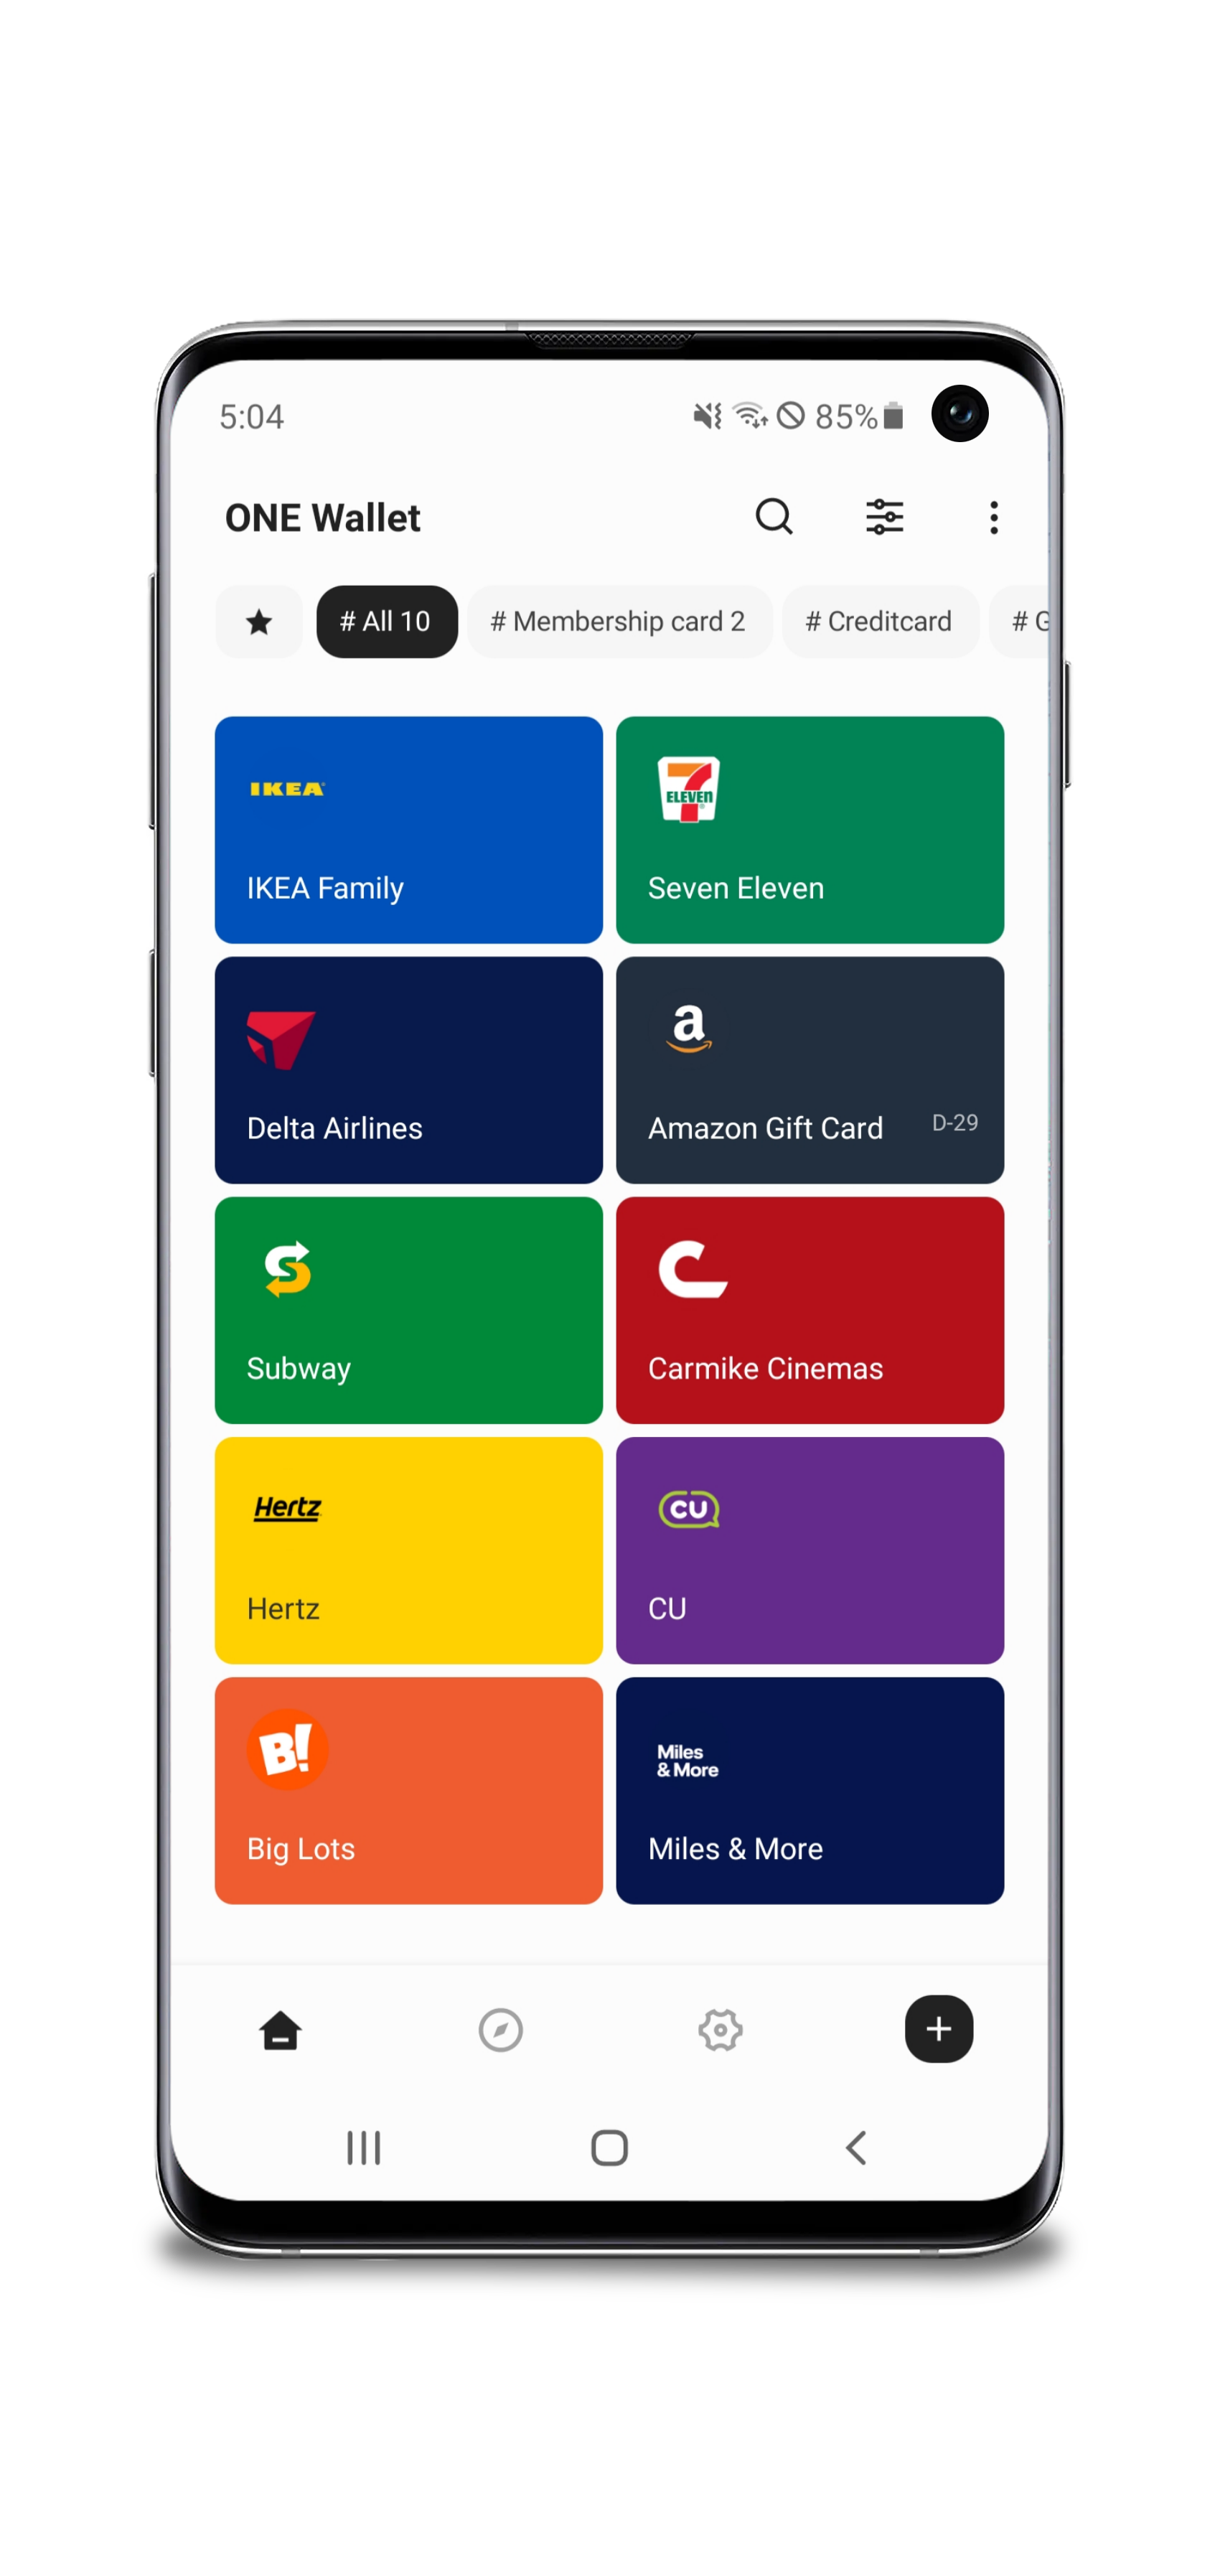 5:04 85%
ONE Wallet
# All 10 # Membership card 2 # Creditcard # G
IKEA
IKEA Family
7
ELEVEN
Seven Eleven
Delta Airlines
a
Amazon Gift Card D-29
S
Subway
C
Carmike Cinemas
Hertz
Hertz
CU
CU
B!
Big Lots
Miles
& More
Miles & More